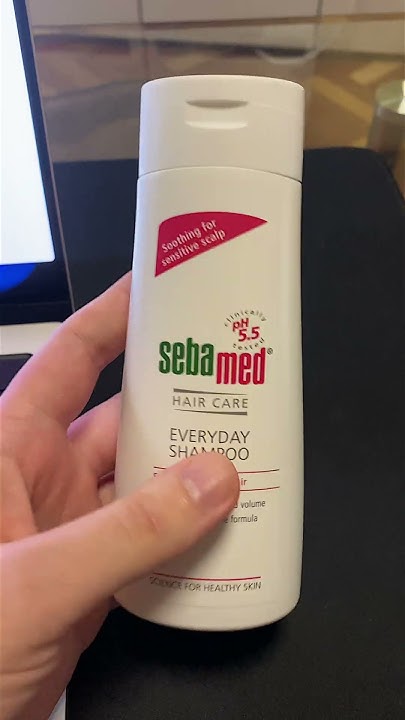 Soothing for
sensitive scalp
clinically
pH
5.5
tested
sebamed®
HAIR CARE
EVERYDAY
SHAMPOO
volume
formula
SCIENCE FOR HEALTHY SKIN